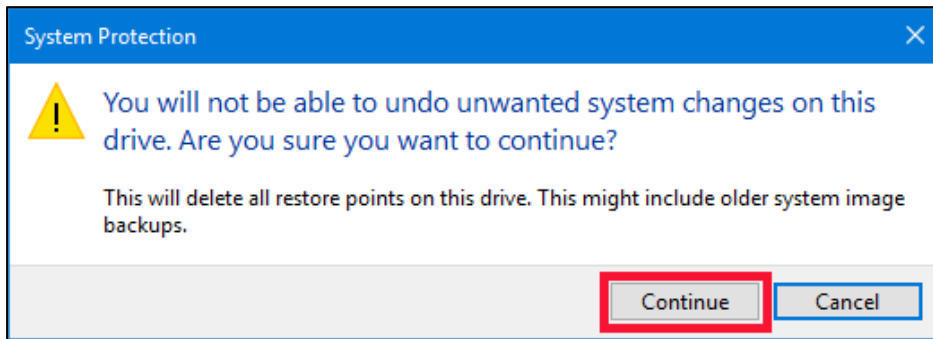 System Protection
You will not be able to undo unwanted system changes on this
drive. Are you sure you want to continue?
This will delete all restore points on this drive. This might include older system image
backups.
Continue Cancel